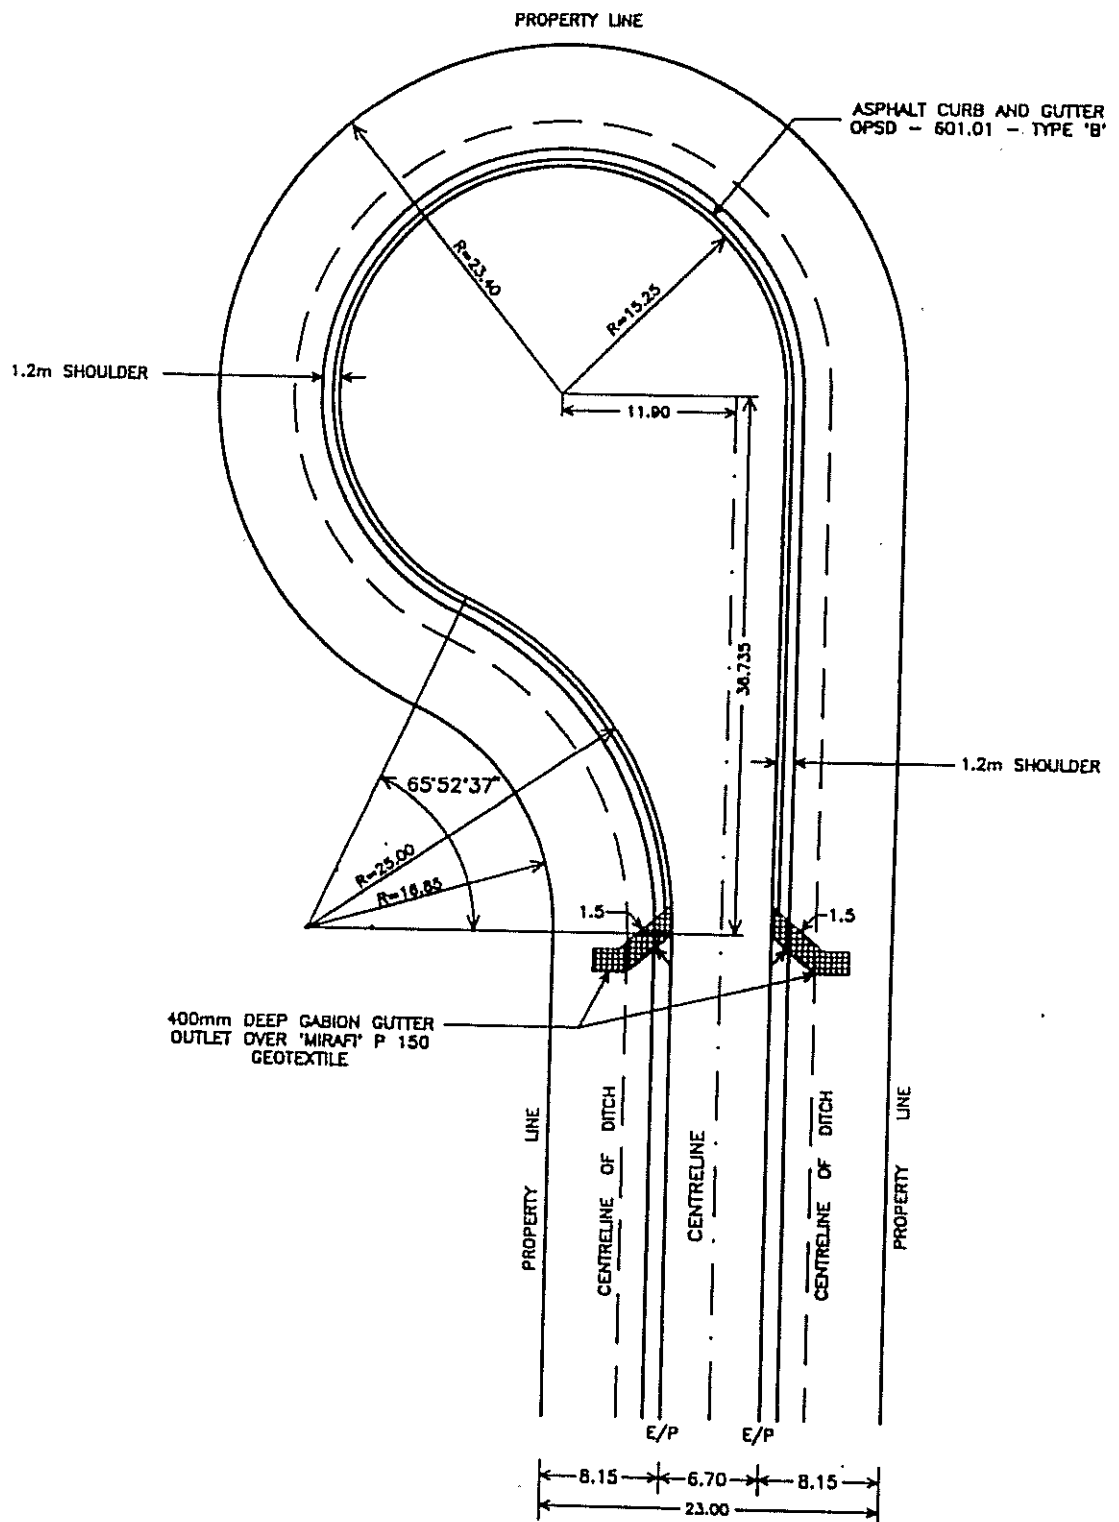 PROPERTY LINE
ASPHALT CURB AND GUTTER
OPSD - 601.01 - TYPE 'B'
R=23.40
R=15.25
1.2m SHOULDER
11.90
38.735
1.2m SHOULDER
65°52'37"
R=25.00
R=16.85
1.5
1.5
400mm DEEP GABION GUTTER
OUTLET OVER 'MIRAFI' P 150
GEOTEXTILE
PROPERTY LINE
CENTRELINE OF DITCH
CENTRELINE
CENTRELINE OF DITCH
PROPERTY LINE
E/P
E/P
8.15
6.70
8.15
23.00